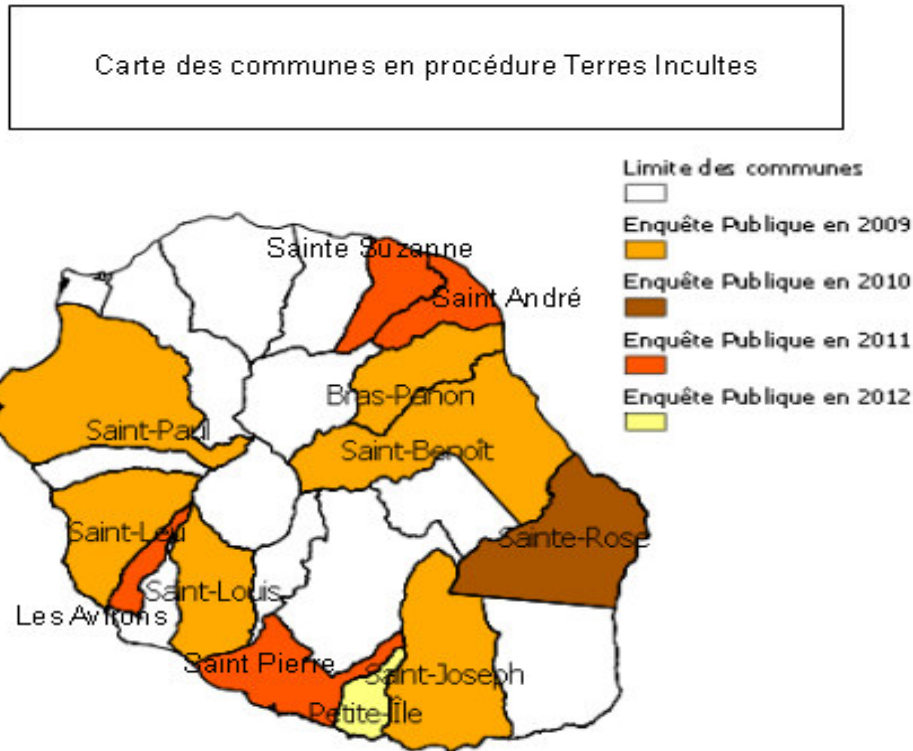 Carte des communes en procédure Terres Incultes
Limite des communes
Enquête Publique en 2009
Enquête Publique en 2010
Enquête Publique en 2011
Enquête Publique en 2012
Sainte Suzanne
Saint André
Bras-Panon
Saint-Paul
Saint-Benoît
Saint-Leu
Sainte-Rose
Saint-Louis
Les Avirons
Saint Pierre
Saint-Joseph
Petite-Île